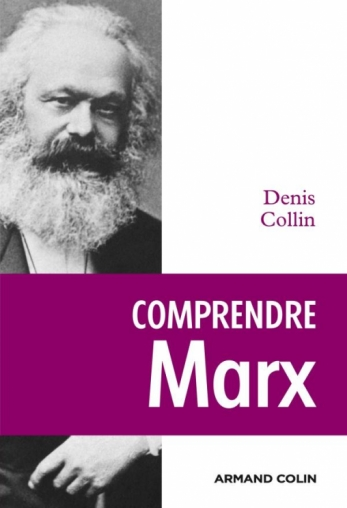 Denis
Collin
COMPRENDRE
Marx
ARMAND COLIN